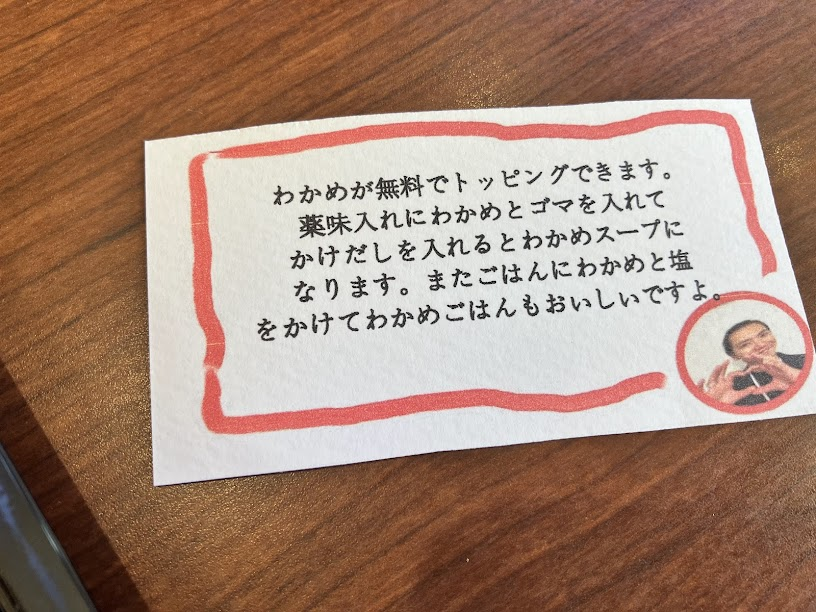 わかめが無料でトッピングできます。
薬味入れにわかめとゴマを入れて
かけだしを入れるとわかめスープに
なります。またごはんにわかめと塩
をかけてわかめごはんもおいしいですよ。